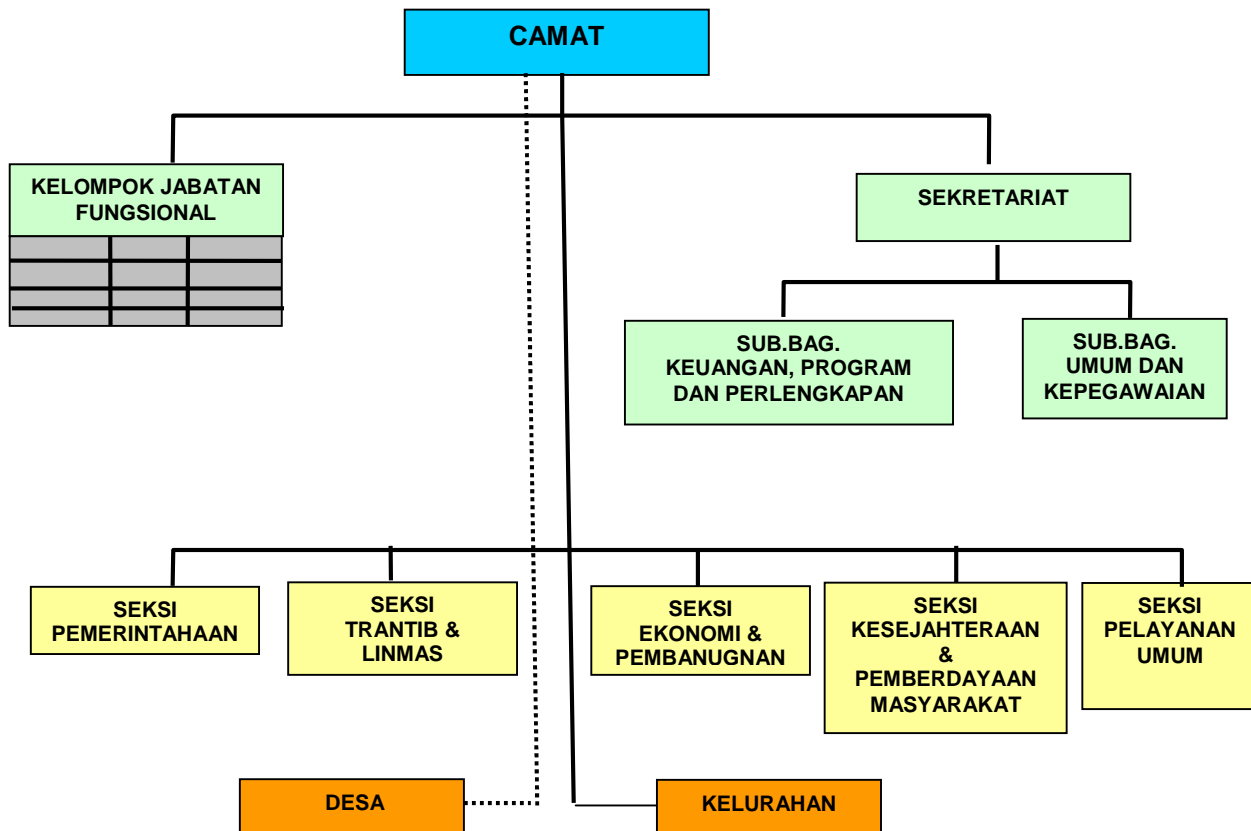 CAMAT
KELOMPOK JABATAN
FUNGSIONAL
SEKRETARIAT
SUB.BAG.
KEUANGAN, PROGRAM
DAN PERLENGKAPAN
SUB.BAG.
UMUM DAN
KEPEGAWAIAN
SEKSI
PEMERINTAHAAN
SEKSI
TRANTIB &
LINMAS
SEKSI
EKONOMI &
PEMBANUGNAN
SEKSI
KESEJAHTERAAN
&
PEMBERDAYAAN
MASYARAKAT
SEKSI
PELAYANAN
UMUM
DESA
KELURAHAN